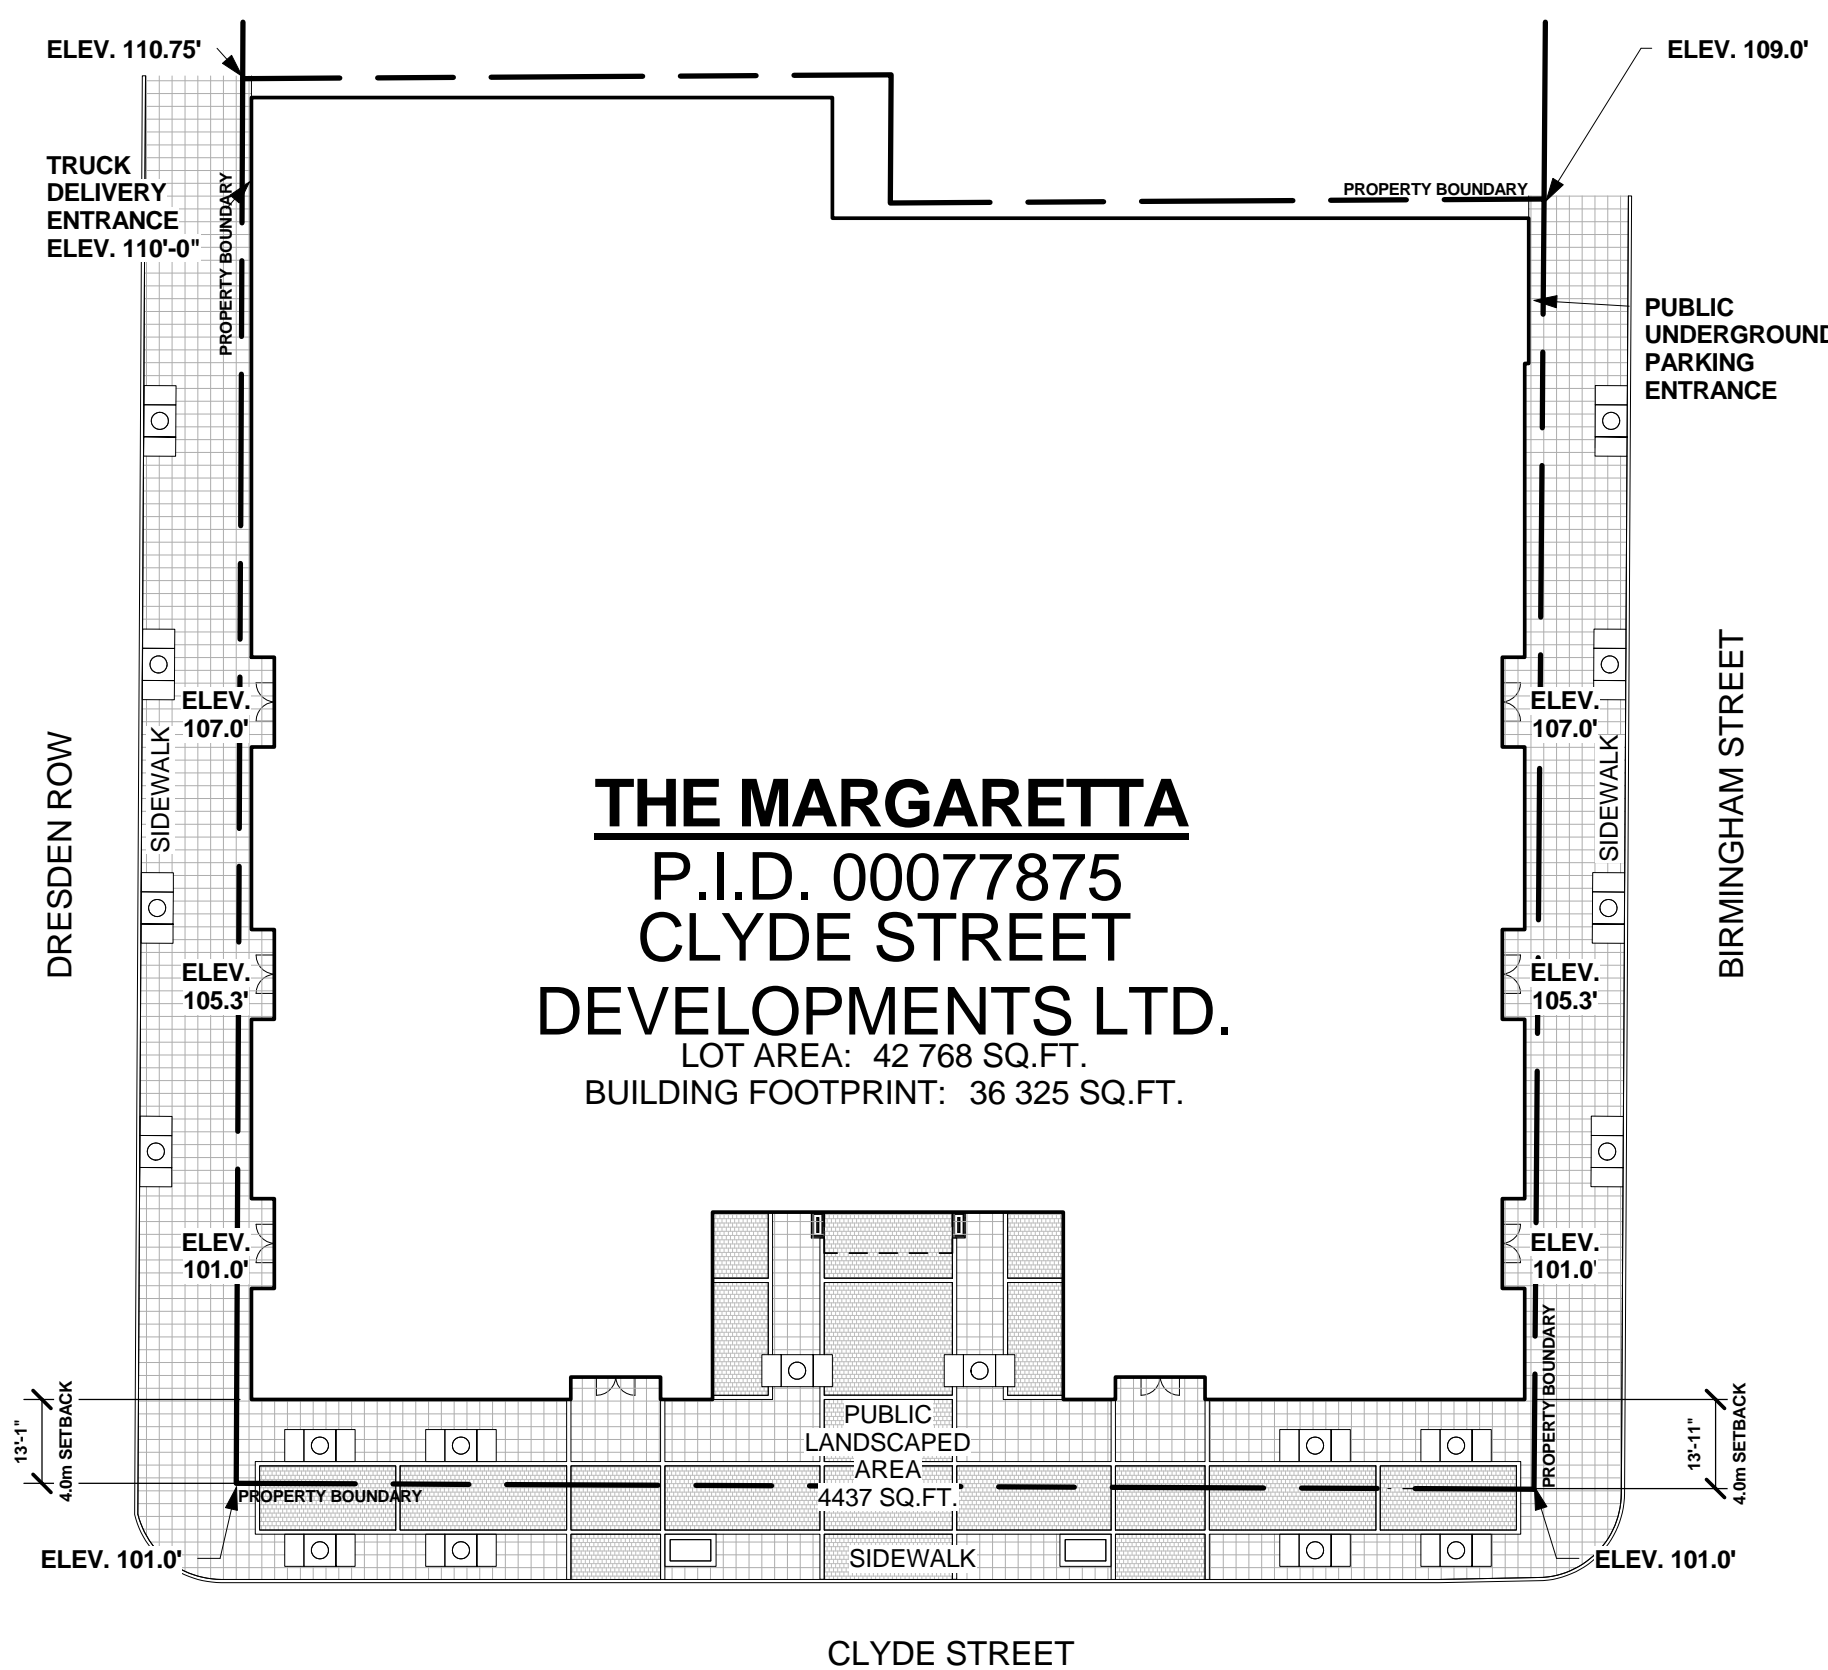 ELEV. 110.75'
ELEV. 109.0'
TRUCK
DELIVERY
ENTRANCE
ELEV. 110'-0"
PROPERTY BOUNDARY
PROPERTY BOUNDARY
PUBLIC
UNDERGROUND
PARKING
ENTRANCE
ELEV.
107.0'
ELEV.
107.0'
DRESDEN ROW
SIDEWALK
SIDEWALK
BIRMINGHAM STREET
THE MARGARETTA
P.I.D. 00077875
CLYDE STREET
DEVELOPMENTS LTD.
LOT AREA: 42 768 SQ.FT.
BUILDING FOOTPRINT: 36 325 SQ.FT.
ELEV.
105.3'
ELEV.
105.3'
ELEV.
101.0'
ELEV.
101.0'
PROPERTY BOUNDARY
13'-1"
4.0m SETBACK
13'-11"
4.0m SETBACK
PUBLIC
LANDSCAPED
AREA
4437 SQ.FT.
PROPERTY BOUNDARY
ELEV. 101.0'
SIDEWALK
ELEV. 101.0'
CLYDE STREET